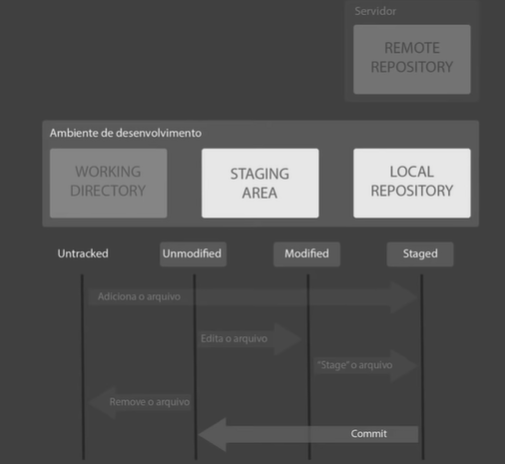 Servidor
REMOTE
REPOSITORY
Ambiente de desenvolvimento
WORKING
DIRECTORY
STAGING
AREA
LOCAL
REPOSITORY
Untracked
Unmodified
Modified
Staged
Adiciona o arquivo
Edita o arquivo
"Stage" o arquivo
Remove o arquivo
Commit